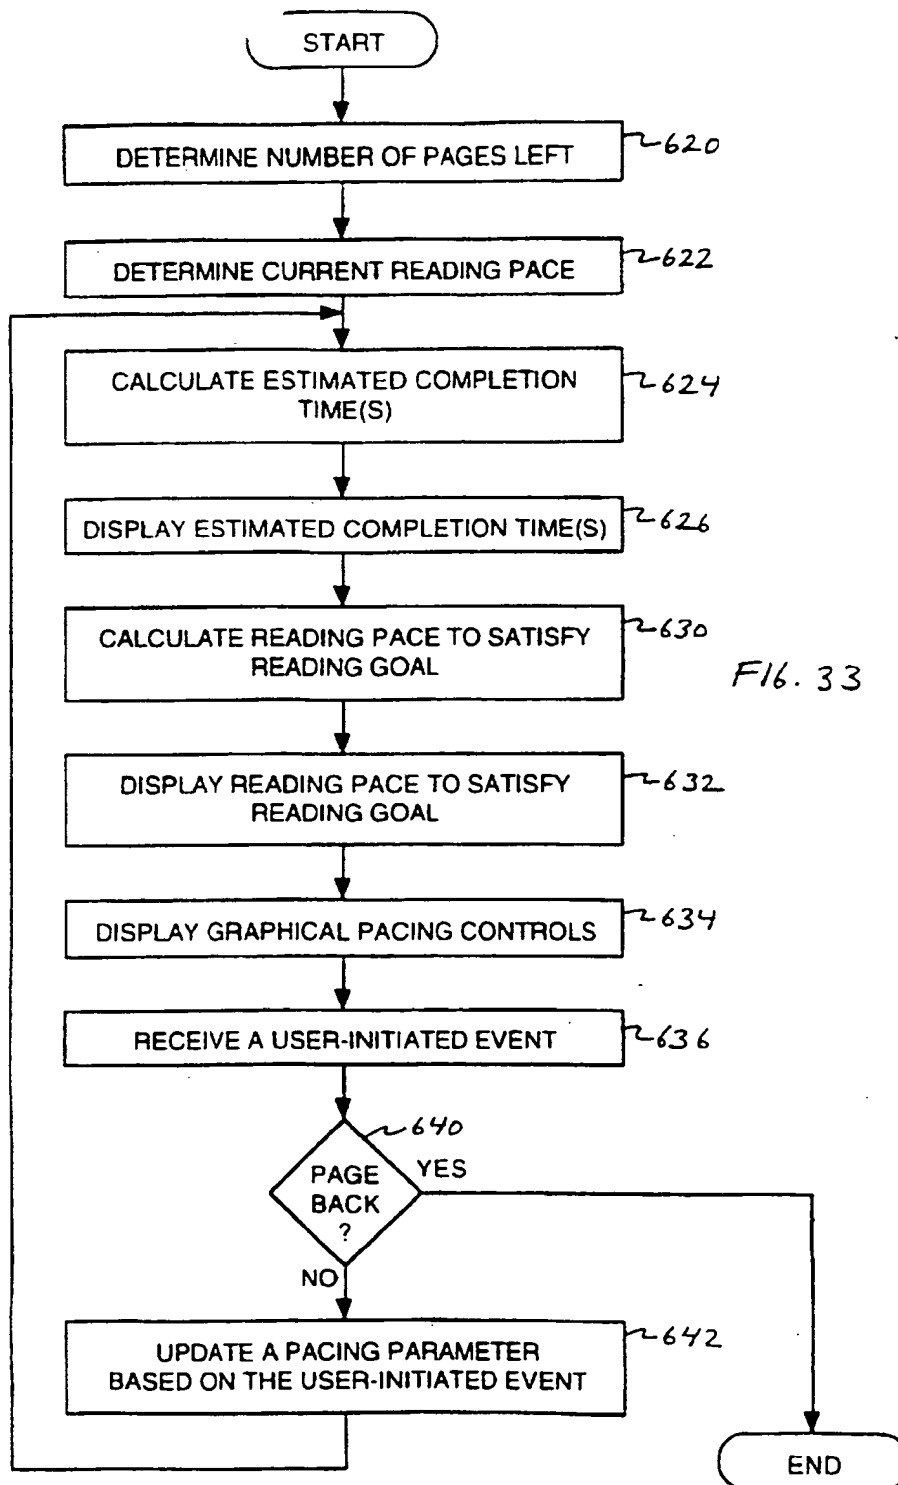 START
DETERMINE NUMBER OF PAGES LEFT
620
DETERMINE CURRENT READING PACE
622
CALCULATE ESTIMATED COMPLETION
TIME(S)
624
DISPLAY ESTIMATED COMPLETION TIME(S)
626
CALCULATE READING PACE TO SATISFY
READING GOAL
630
FIG. 33
DISPLAY READING PACE TO SATISFY
READING GOAL
632
DISPLAY GRAPHICAL PACING CONTROLS
634
RECEIVE A USER-INITIATED EVENT
636
640
PAGE
BACK
?
YES
NO
UPDATE A PACING PARAMETER
BASED ON THE USER-INITIATED EVENT
642
END